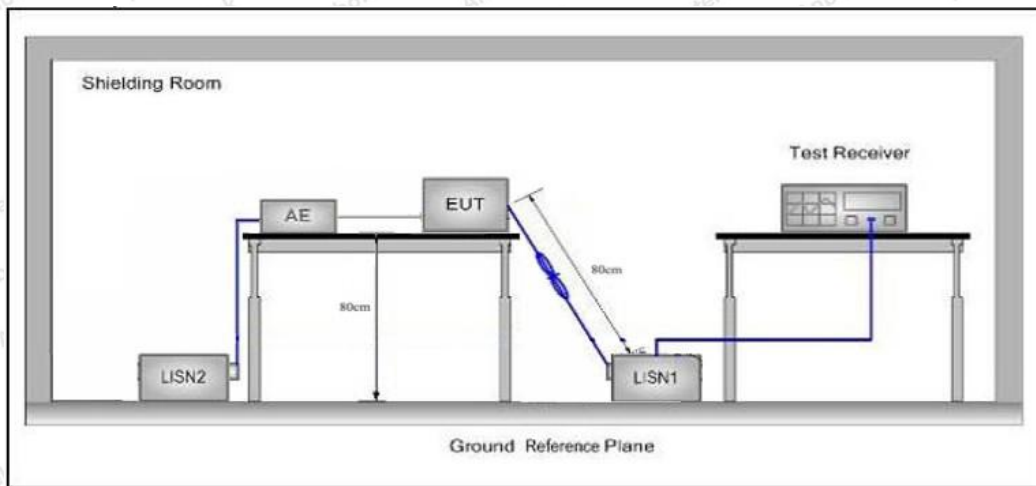 Shielding Room
Test Receiver
EUT
AE
80cm
80cm
LISN2
LISN1
Ground Reference Plane